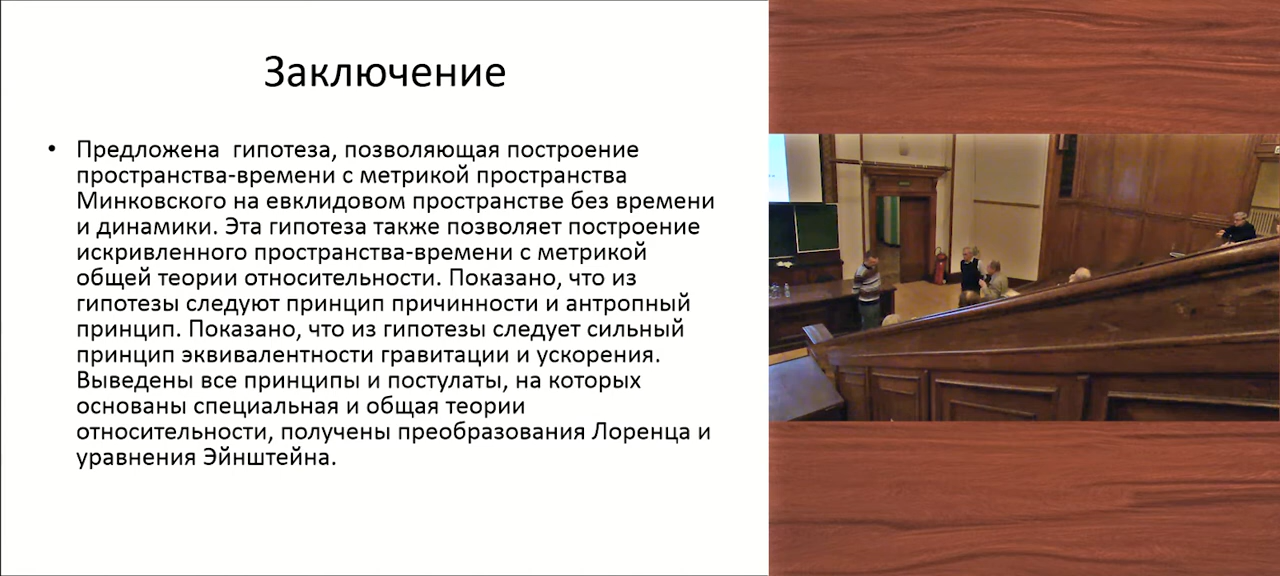 Заключение
• Предложена гипотеза, позволяющая построение
пространства-времени с метрикой пространства
Минковского на евклидовом пространстве без времени
и динамики. Эта гипотеза также позволяет построение
искривленного пространства-времени с метрикой
общей теории относительности. Показано, что из
гипотезы следуют принцип причинности и антропный
принцип. Показано, что из гипотезы следует сильный
принцип эквивалентности гравитации и ускорения.
Выведены все принципы и постулаты, на которых
основаны специальная и общая теории
относительности, получены преобразования Лоренца и
уравнения Эйнштейна.